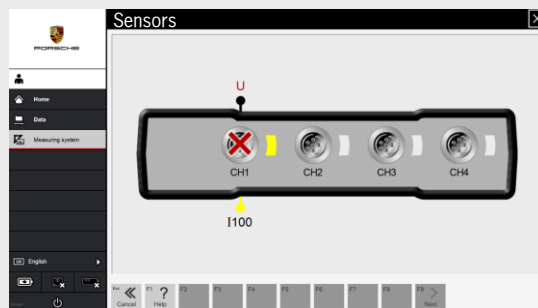 Sensors
PORSCHE
Home
Data
Measuring system
English
U
CH1
CH2
CH3
CH4
I100
Esc
Cancel
F1
?
Help
F2
F3
F4
F5
F6
F7
F8
F9
Next